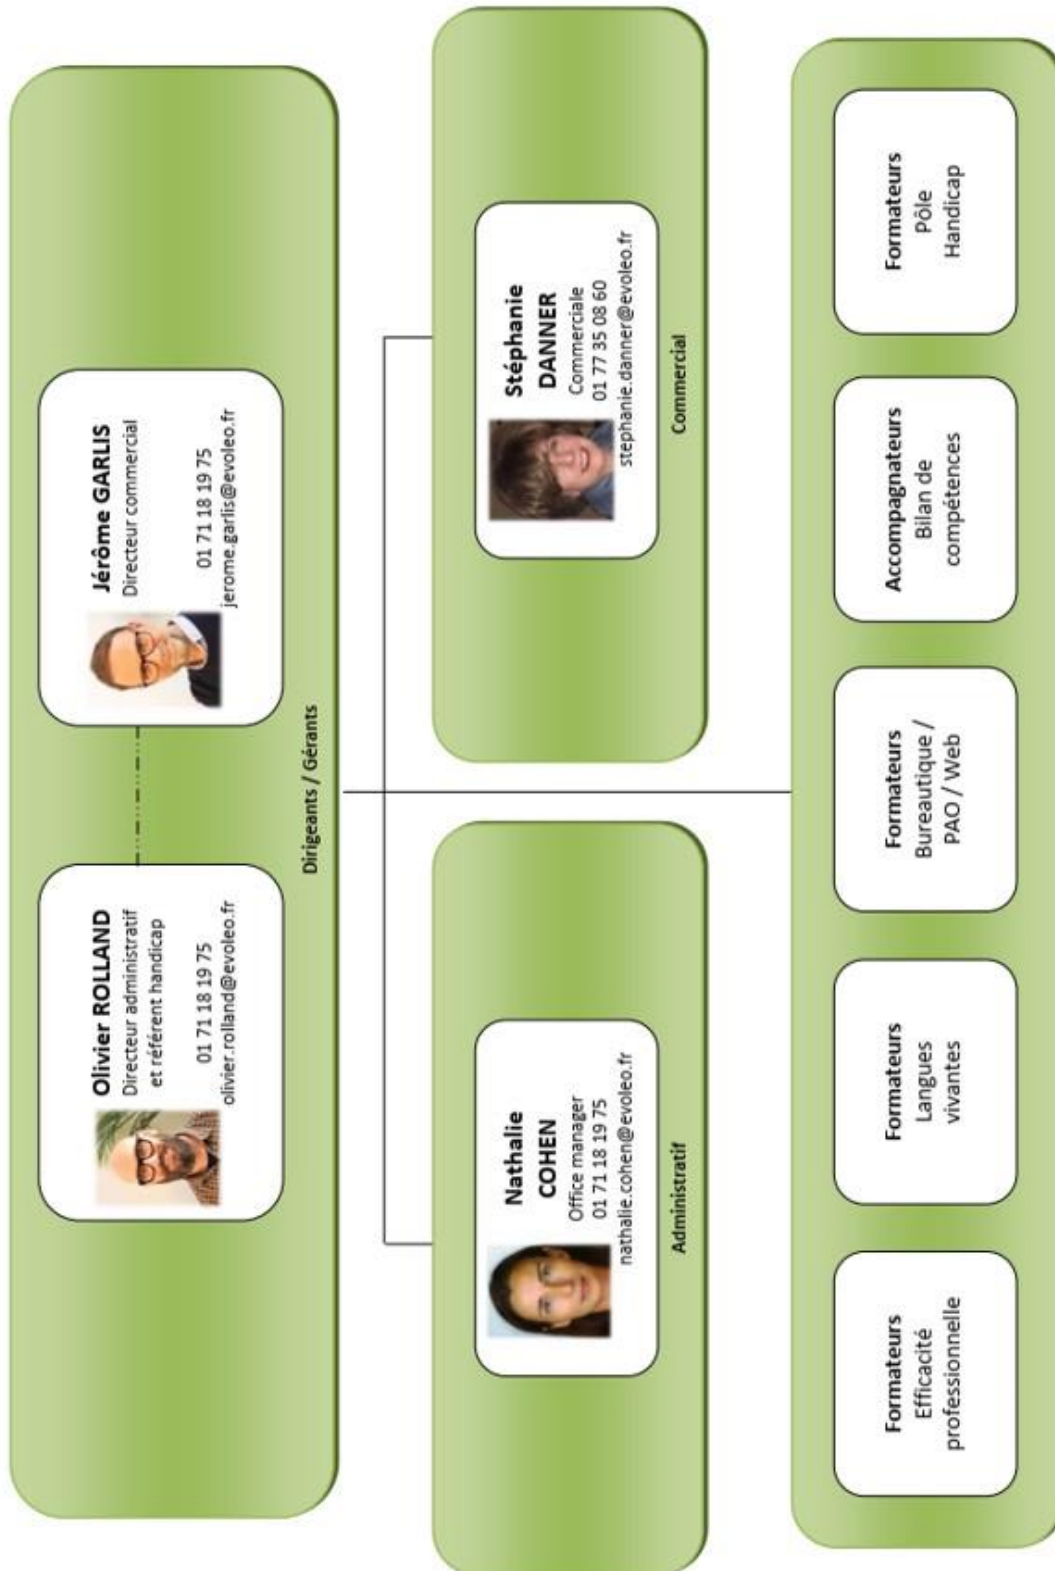 Olivier ROLLAND
Directeur administratif
et référent handicap
01 71 18 19 75
olivier.rolland@evoleo.fr
Jérôme GARLIS
Directeur commercial
01 71 18 19 75
jerome.garlis@evoleo.fr
Dirigeants / Gérants
Nathalie
COHEN
Office manager
01 71 18 19 75
nathalie.cohen@evoleo.fr
Administratif
Stéphanie
DANNER
Commerciale
01 77 35 08 60
stephanie.danner@evoleo.fr
Commercial
Formateurs
Efficacité
professionnelle
Formateurs
Langues
vivantes
Formateurs
Bureautique /
PAO / Web
Accompagnateurs
Bilan de
compétences
Formateurs
Pôle
Handicap